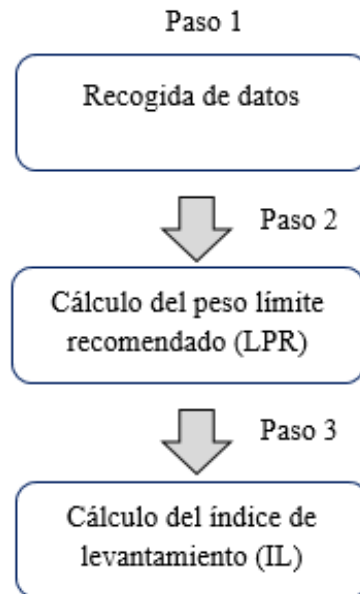 Paso 1
Recogida de datos
Paso 2
Cálculo del peso límite
recomendado (LPR)
Paso 3
Cálculo del índice de
levantamiento (IL)